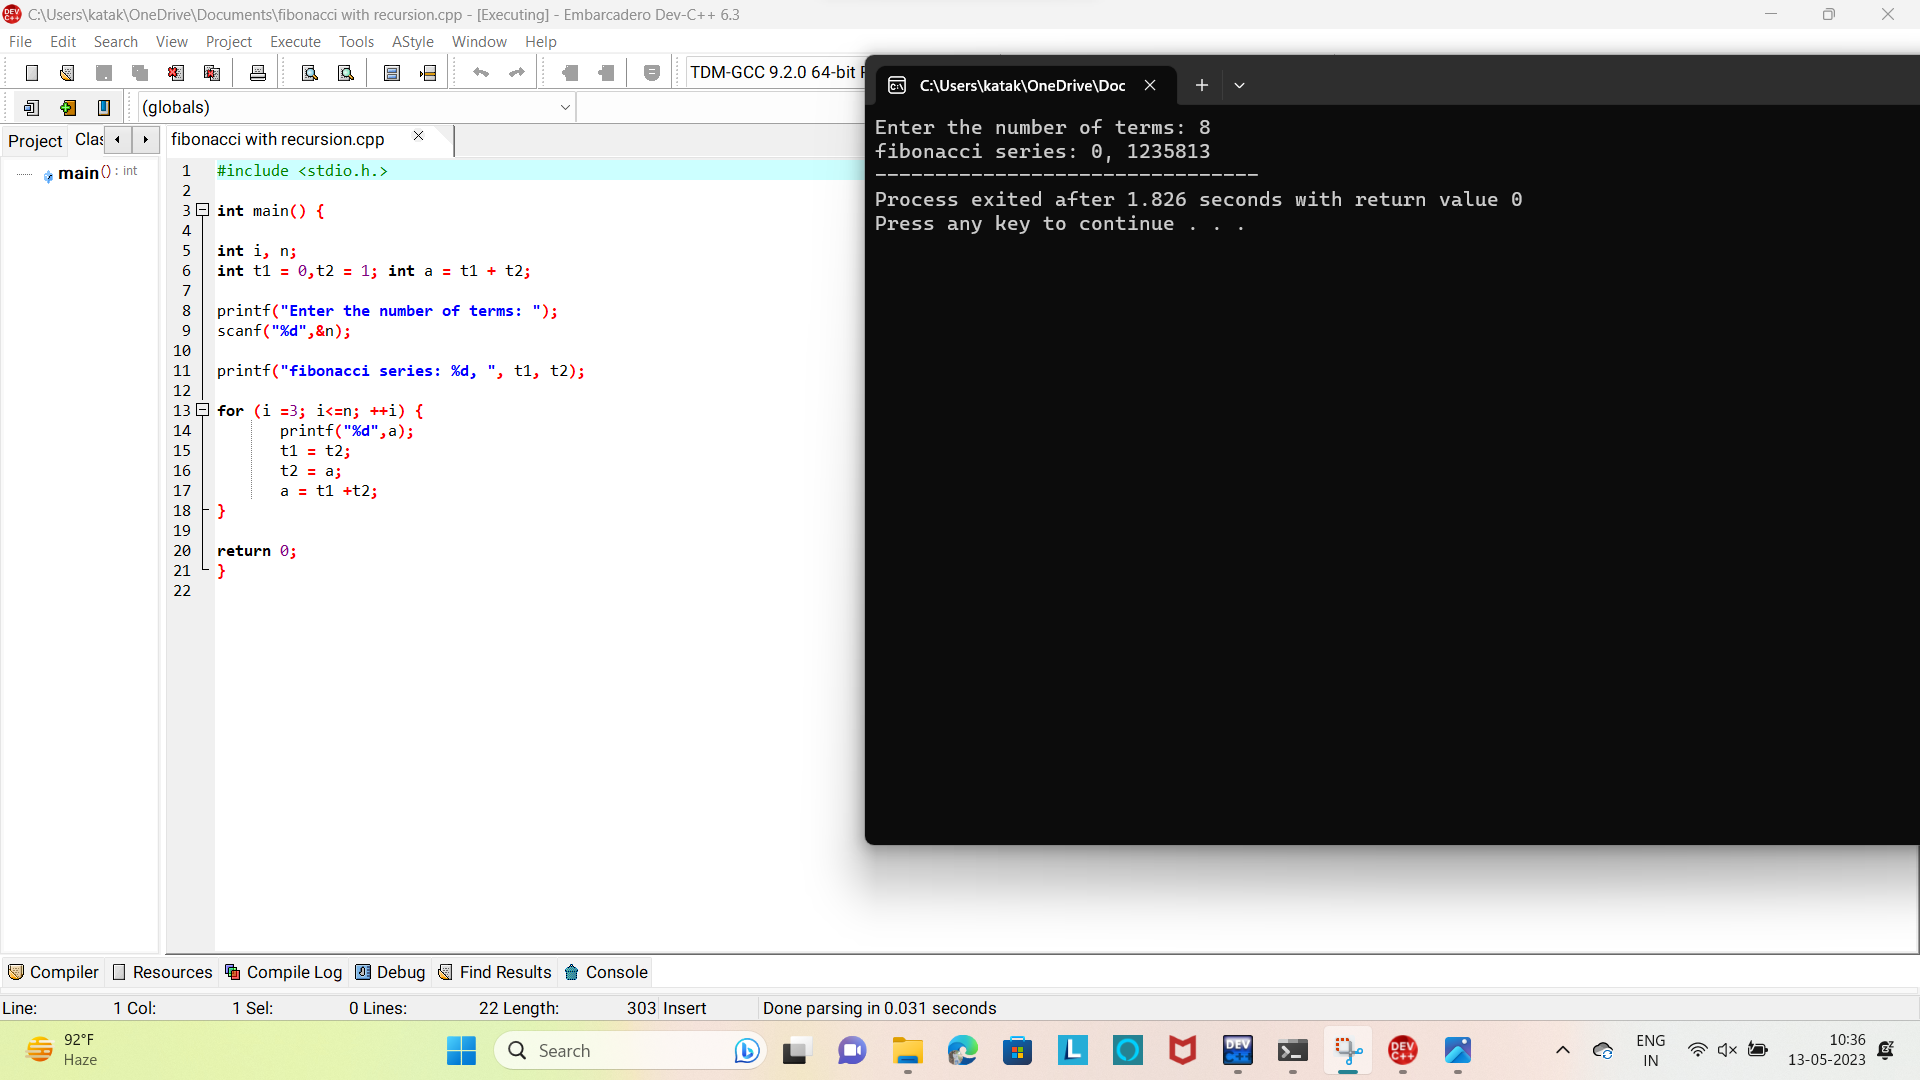 C:\Users\katak\OneDrive\Documents\fibonacci with recursion.cpp - [Executing] - Embarcadero Dev-C++ 6.3
File Edit Search View Project Execute Tools AStyle Window Help
TDM-GCC 9.2.0 64-bit
(globals)
Project Clas
fibonacci with recursion.cpp
main() : int
1 #include <stdio.h.>
2
3 int main() {
4
5 int i, n;
6 int t1 = 0,t2 = 1; int a = t1 + t2;
7
8 printf("Enter the number of terms: ");
9 scanf("%d",&n);
10
11 printf("fibonacci series: %d, ", t1, t2);
12
13 for (i =3; i<=n; ++i) {
14 printf("%d",a);
15 t1 = t2;
16 t2 = a;
17 a = t1 +t2;
18 }
19
20 return 0;
21 }
22
C:\Users\katak\OneDrive\Doc
Enter the number of terms: 8
fibonacci series: 0, 1235813
--------------------------------
Process exited after 1.826 seconds with return value 0
Press any key to continue . . .
Compiler Resources Compile Log Debug Find Results Console
Line: 1 Col: 1 Sel: 0 Lines: 22 Length: 303 Insert Done parsing in 0.031 seconds
92°F
Haze
Search
DEV C++
L
DEV C++
ENG
IN
10:36
13-05-2023